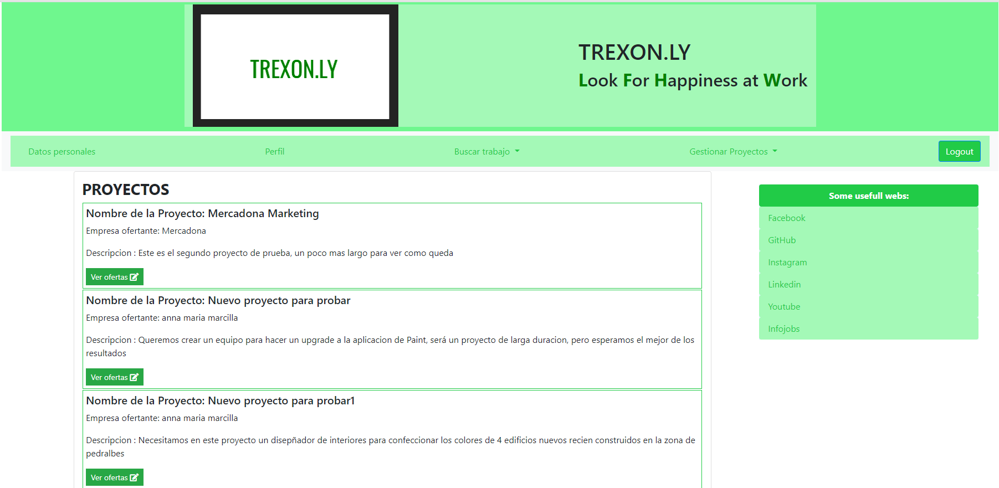 TREXON.LY
TREXON.LY
Look For Happiness at Work
Datos personales
Perfil
Buscar trabajo
Gestionar Proyectos
Logout
PROYECTOS
Nombre de la Proyecto: Mercadona Marketing
Empresa ofertante: Mercadona
Descripcion : Este es el segundo proyecto de prueba, un poco mas largo para ver como queda
Ver ofertas
Nombre de la Proyecto: Nuevo proyecto para probar
Empresa ofertante: anna maria marcilla
Descripcion : Queremos crear un equipo para hacer un upgrade a la aplicacion de Paint, será un proyecto de larga duracion, pero esperamos el mejor de los
resultados
Ver ofertas
Nombre de la Proyecto: Nuevo proyecto para probar1
Empresa ofertante: anna maria marcilla
Descripcion : Necesitamos en este proyecto un disepñador de interiores para confeccionar los colores de 4 edificios nuevos recien construidos en la zona de
pedralbes
Ver ofertas
Some usefull webs:
Facebook
GitHub
Instagram
Linkedin
Youtube
Infojobs